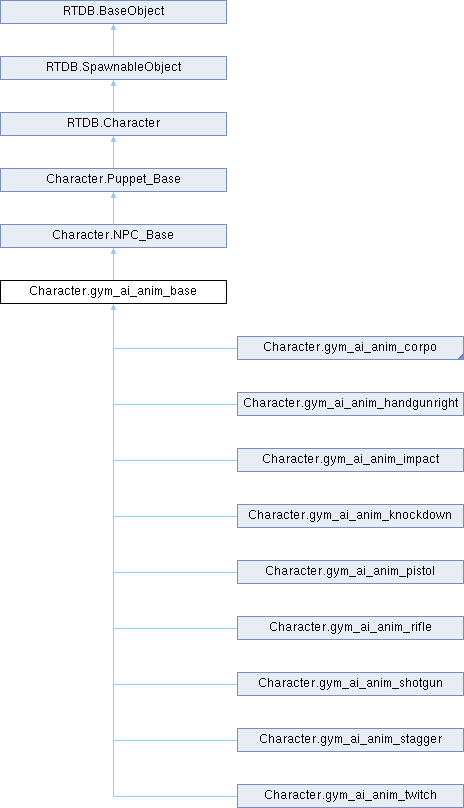 RTDB.BaseObject
RTDB.SpawnableObject
RTDB.Character
Character.Puppet_Base
Character.NPC_Base
Character.gym_ai_anim_base
Character.gym_ai_anim_corpo
Character.gym_ai_anim_handgunright
Character.gym_ai_anim_impact
Character.gym_ai_anim_knockdown
Character.gym_ai_anim_pistol
Character.gym_ai_anim_rifle
Character.gym_ai_anim_shotgun
Character.gym_ai_anim_stagger
Character.gym_ai_anim_twitch